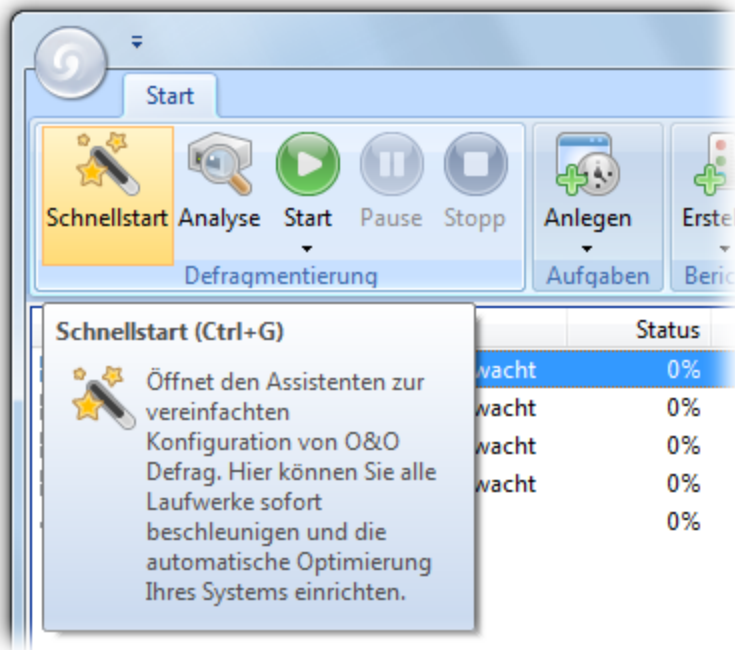 Start
Schnellstart Analyse Start Pause Stopp Anlegen
Defragmentierung Aufgaben
Status
Schnellstart (Ctrl+G)
Öffnet den Assistenten zur
vereinfachten
Konfiguration von O&O
Defrag. Hier können Sie alle
Laufwerke sofort
beschleunigen und die
automatische Optimierung
Ihres Systems einrichten.
wacht 0%
wacht 0%
wacht 0%
wacht 0%
0%